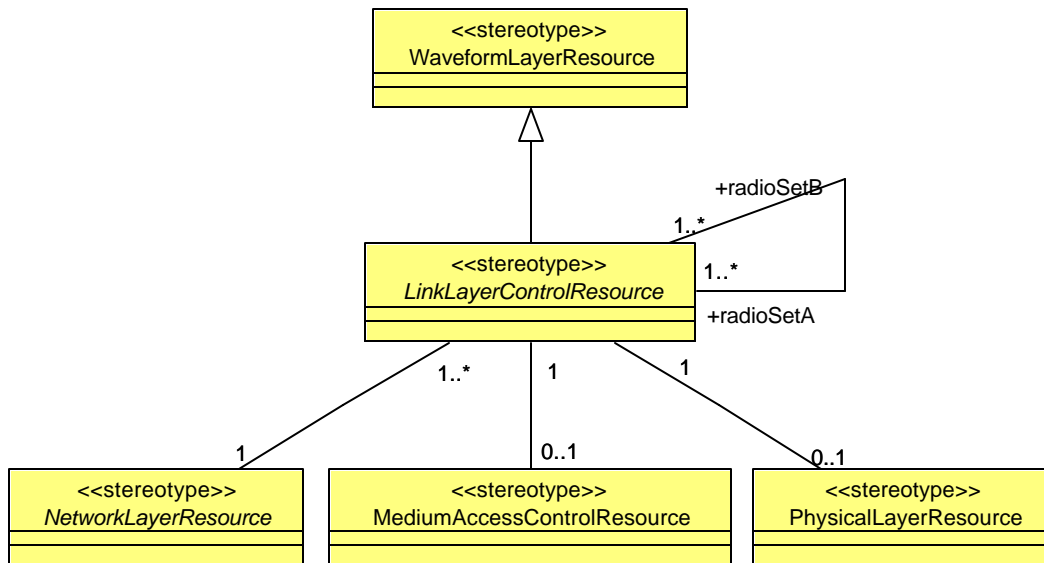 <<stereotype>>
WaveformLayerResource
+radioSetB
1..*
<<stereotype>>
LinkLayerControlResource
1..*
+radioSetA
1..*
1
1
1
0..1
0..1
<<stereotype>>
NetworkLayerResource
<<stereotype>>
MediumAccessControlResource
<<stereotype>>
PhysicalLayerResource